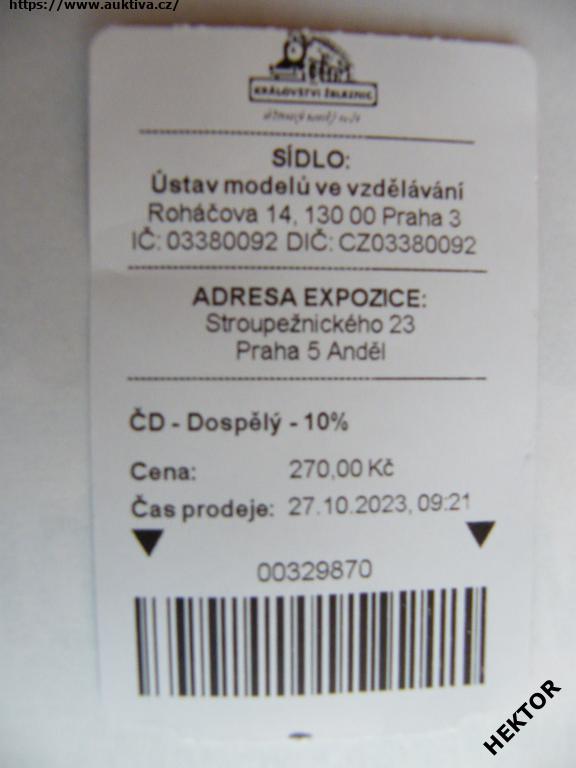 https://www.auktiva.cz/
KRÁLOVSTVÍ ŽELEZNIC
SÍDLO:
Ústav modelů ve vzdělávání
Roháčova 14, 130 00 Praha 3
IČ: 03380092 DIČ: CZ03380092
ADRESA EXPOZICE:
Stroupežnického 23
Praha 5 Anděl
ČD - Dospělý - 10%
Cena: 270,00 Kč
Čas prodeje: 27.10.2023, 09:21
00329870
HEKTOR